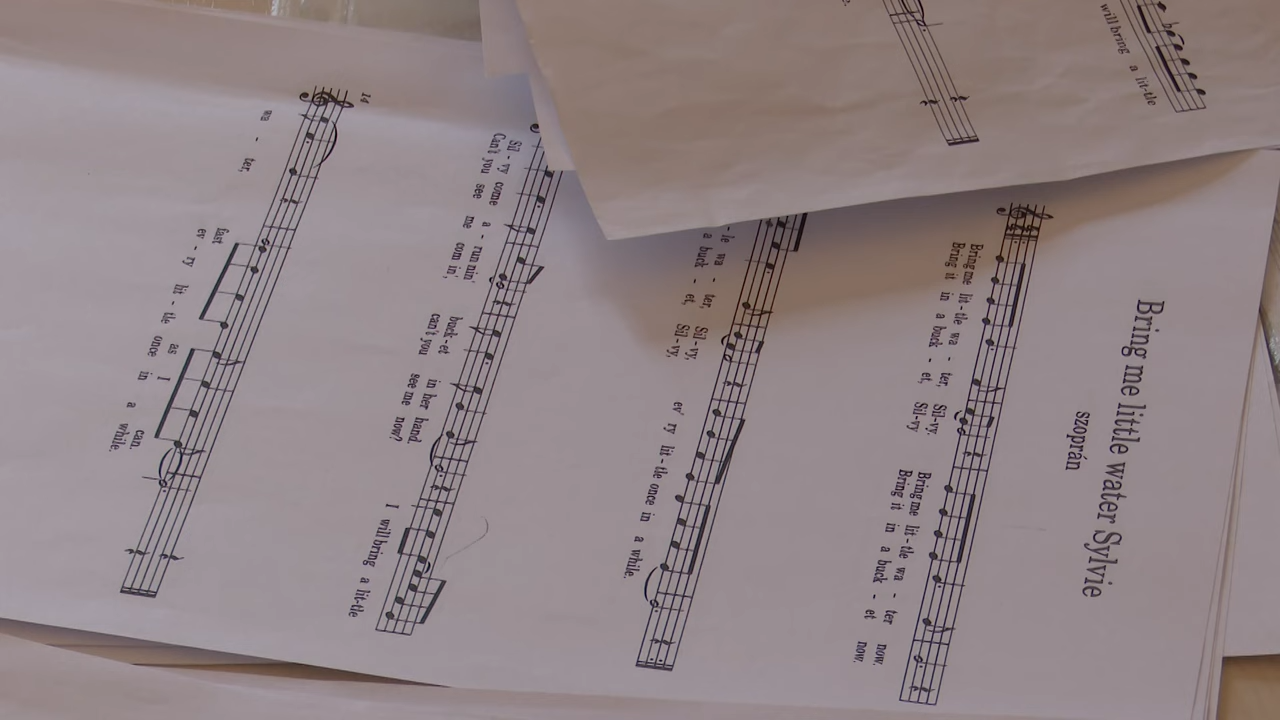 Bring me little water Sylvie
szoprán
Bring me lit - tle wa - ter, Sil - vy, Bring me lit - tle wa - ter now.
Bring it in a buck - et, Sil - vy Bring it in a buck - et now.
- le wa - ter, Sil - vy, ev' ry lit - tle once in a while.
a buck - et, Sil - vy,
Sil - vy come a - run nin' buck - et in her hand. I will bring a lit - tle
Can't you see me com in', can't you see me now?
14
wa - ter, fast as I can.
ev - ry lit - tle once in a while.
will bring a lit - tle